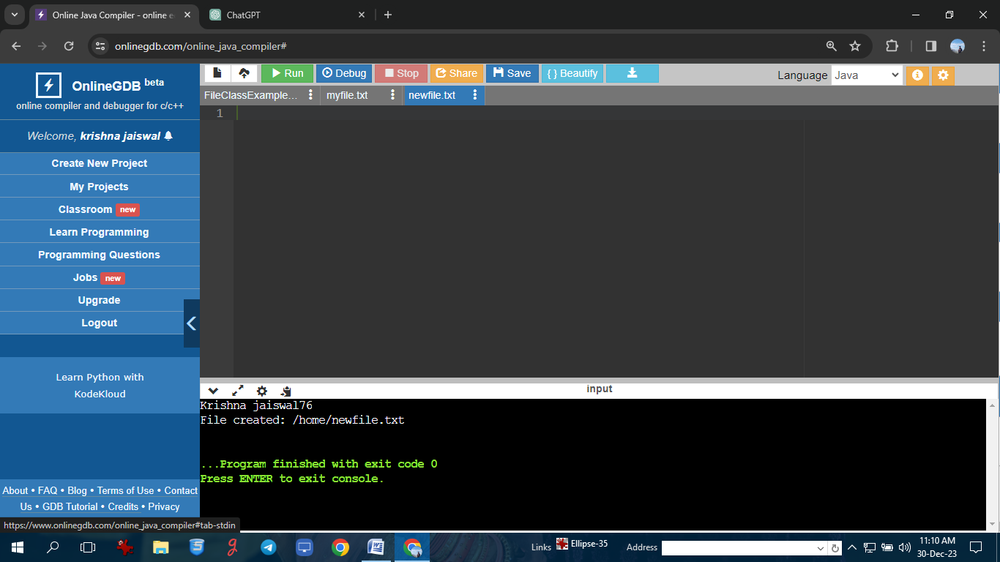 Online Java Compiler - online e
ChatGPT
onlinegdb.com/online_java_compiler#
OnlineGDB beta
online compiler and debugger for c/c++
Welcome, krishna jaiswal
Create New Project
My Projects
Classroom new
Learn Programming
Programming Questions
Jobs new
Upgrade
Logout
Learn Python with
KodeKloud
About • FAQ • Blog • Terms of Use • Contact
Us • GDB Tutorial • Credits • Privacy
https://www.onlinegdb.com/online_java_compiler#tab-stdin
Run Debug Stop Share Save { } Beautify
Language Java
FileClassExample... myfile.txt newfile.txt
1
input
Krishna jaiswal76
File created: /home/newfile.txt
...Program finished with exit code 0
Press ENTER to exit console.
Links Ellipse-35 Address
11:10 AM
30-Dec-23